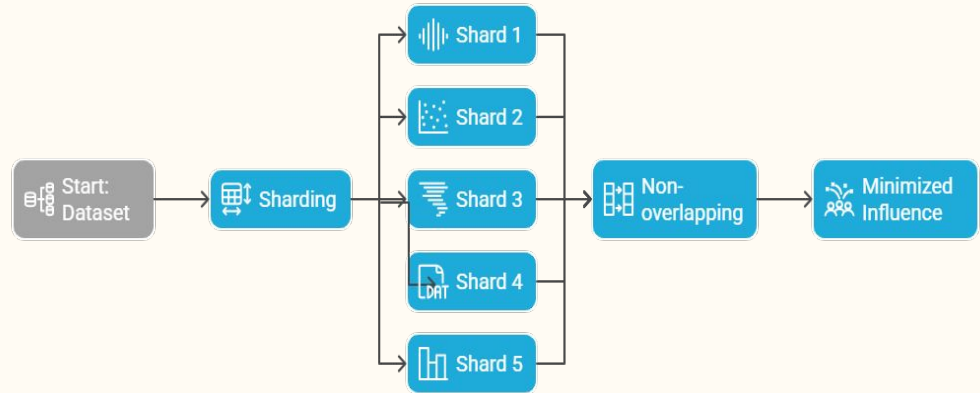 Start:
Dataset
Sharding
Shard 1
Shard 2
Shard 3
DAT
Shard 4
Shard 5
Non-
overlapping
Minimized
Influence